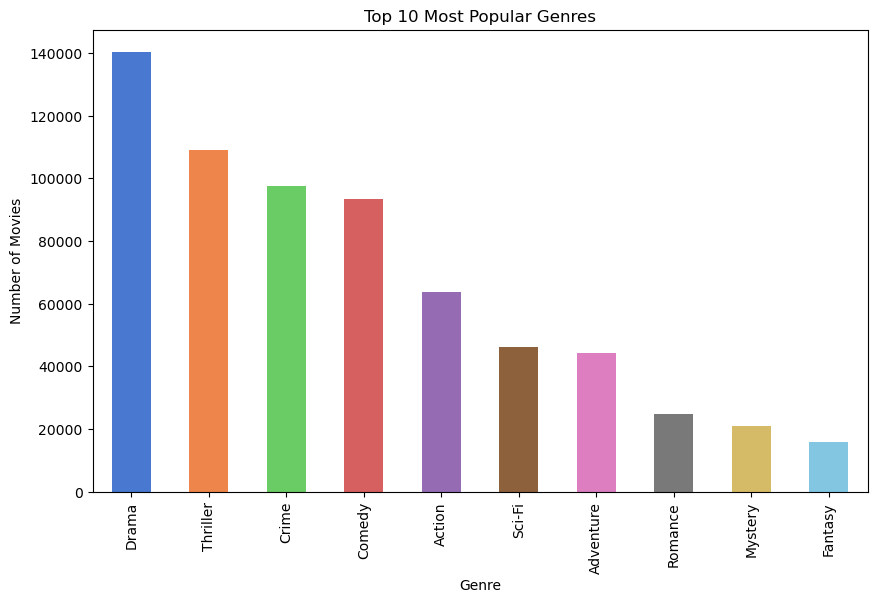 Top 10 Most Popular Genres
Number of Movies
140000
120000
100000
80000
60000
40000
20000
0
Drama
Thriller
Crime
Comedy
Action
Sci-Fi
Adventure
Romance
Mystery
Fantasy
Genre